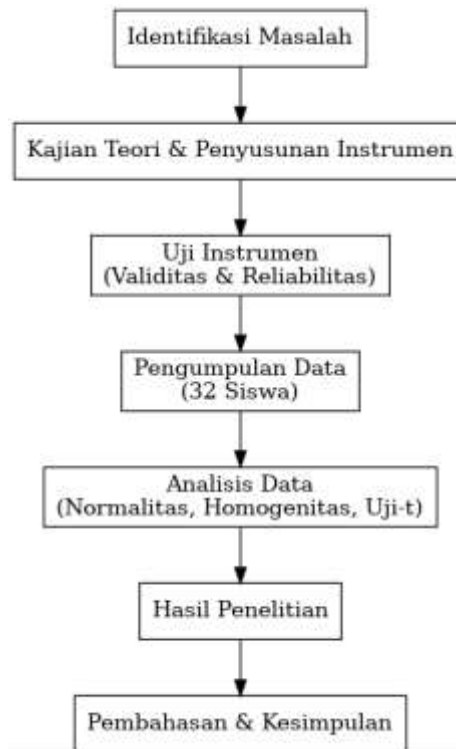 Identifikasi Masalah
Kajian Teori & Penyusunan Instrumen
Uji Instrumen
(Validitas & Reliabilitas)
Pengumpulan Data
(32 Siswa)
Analisis Data
(Normalitas, Homogenitas, Uji-t)
Hasil Penelitian
Pembahasan & Kesimpulan